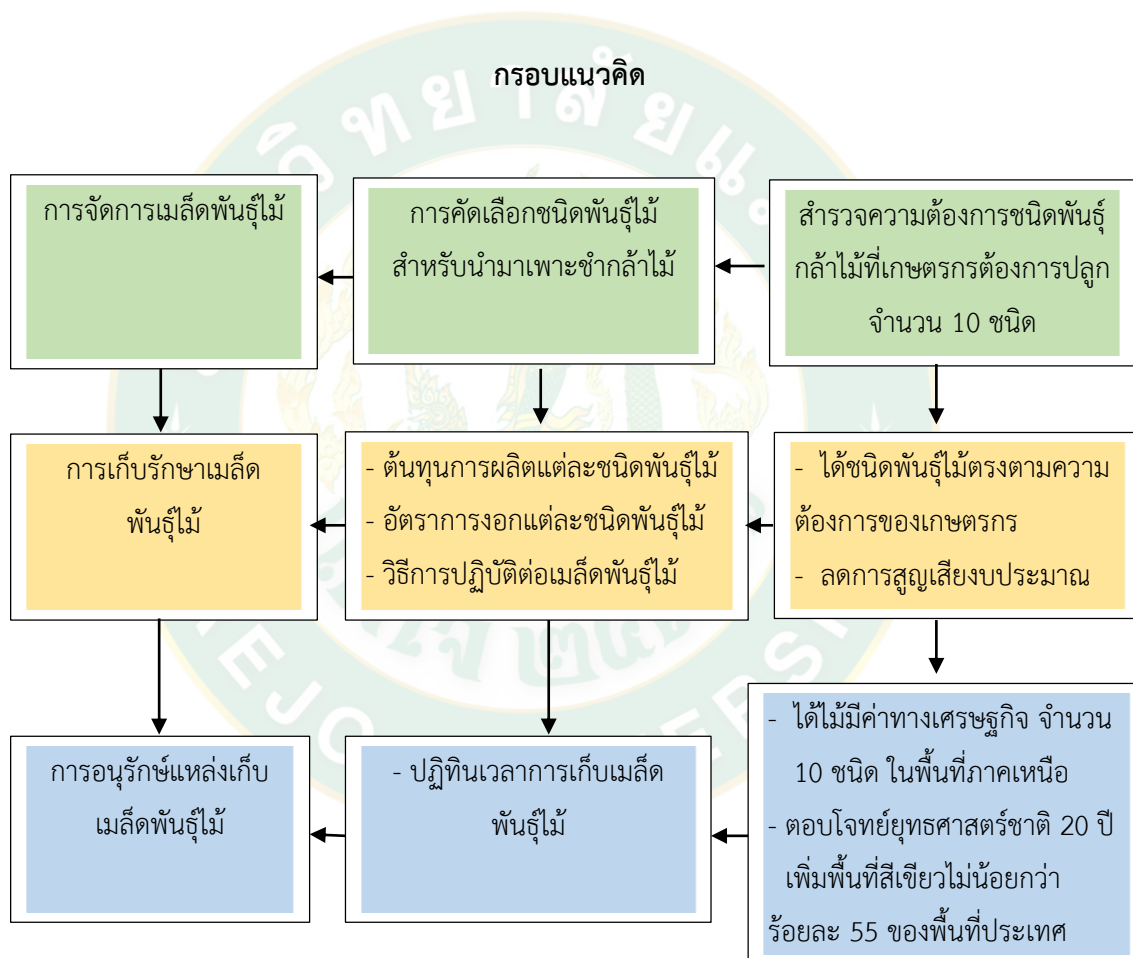 กรอบแนวคิด
การจัดการเมล็ดพันธุ์ไม้
การคัดเลือกชนิดพันธุ์ไม้
สำหรับนำมาเพาะชำกล้าไม้
สำรวจความต้องการชนิดพันธุ์
กล้าไม้ที่เกษตรกรต้องการปลูก
จำนวน 10 ชนิด
การเก็บรักษาเมล็ด
พันธุ์ไม้
- ต้นทุนการผลิตแต่ละชนิดพันธุ์ไม้
- อัตราการงอกแต่ละชนิดพันธุ์ไม้
- วิธีการปฏิบัติต่อเมล็ดพันธุ์ไม้
- ได้ชนิดพันธุ์ไม้ตรงตามความ
ต้องการของเกษตรกร
- ลดการสูญเสียงบประมาณ
การอนุรักษ์แหล่งเก็บ
เมล็ดพันธุ์ไม้
- ปฏิทินเวลาการเก็บเมล็ด
พันธุ์ไม้
- ได้ไม้มีค่าทางเศรษฐกิจ จำนวน
10 ชนิด ในพื้นที่ภาคเหนือ
- ตอบโจทย์ยุทธศาสตร์ชาติ 20 ปี
เพิ่มพื้นที่สีเขียวไม่น้อยกว่า
ร้อยละ 55 ของพื้นที่ประเทศ